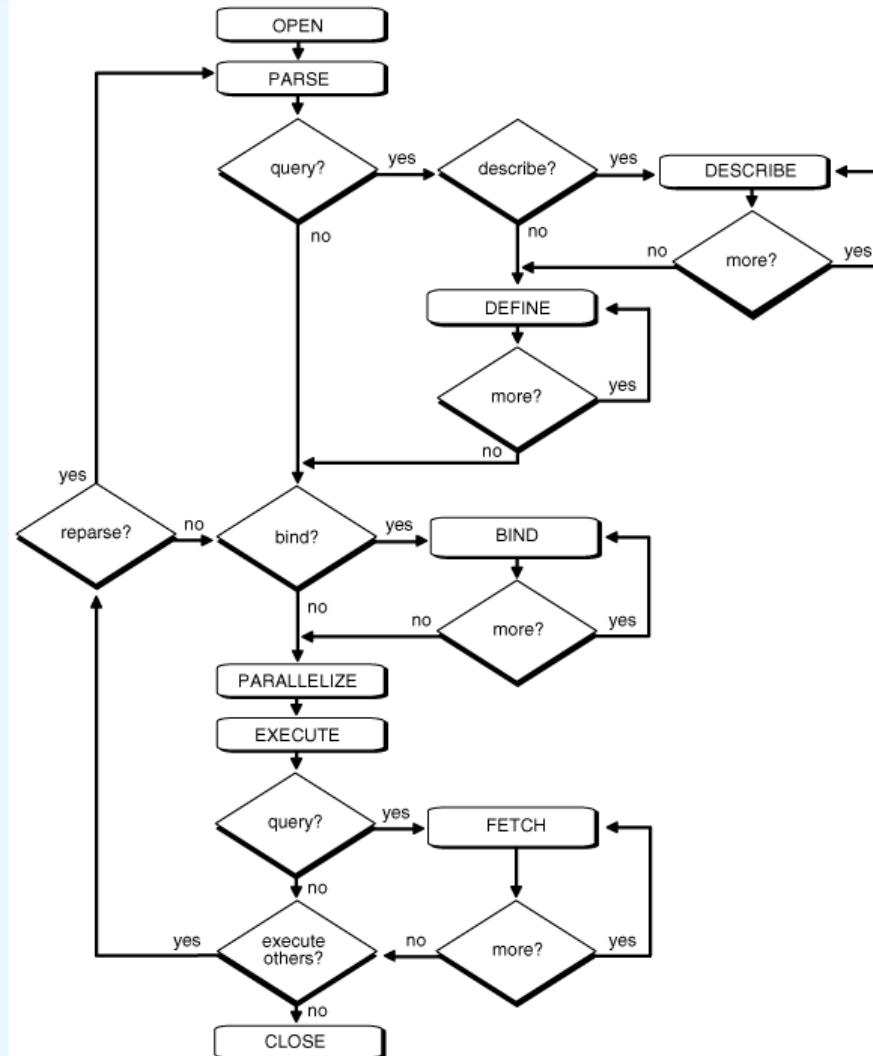 OPEN
PARSE
query?
yes
describe?
yes
DESCRIBE
no
no
no
more?
yes
DEFINE
more?
yes
no
yes
reparse?
no
bind?
yes
BIND
no
no
more?
yes
PARALLELIZE
EXECUTE
query?
yes
FETCH
no
yes
execute
others?
no
more?
yes
no
CLOSE